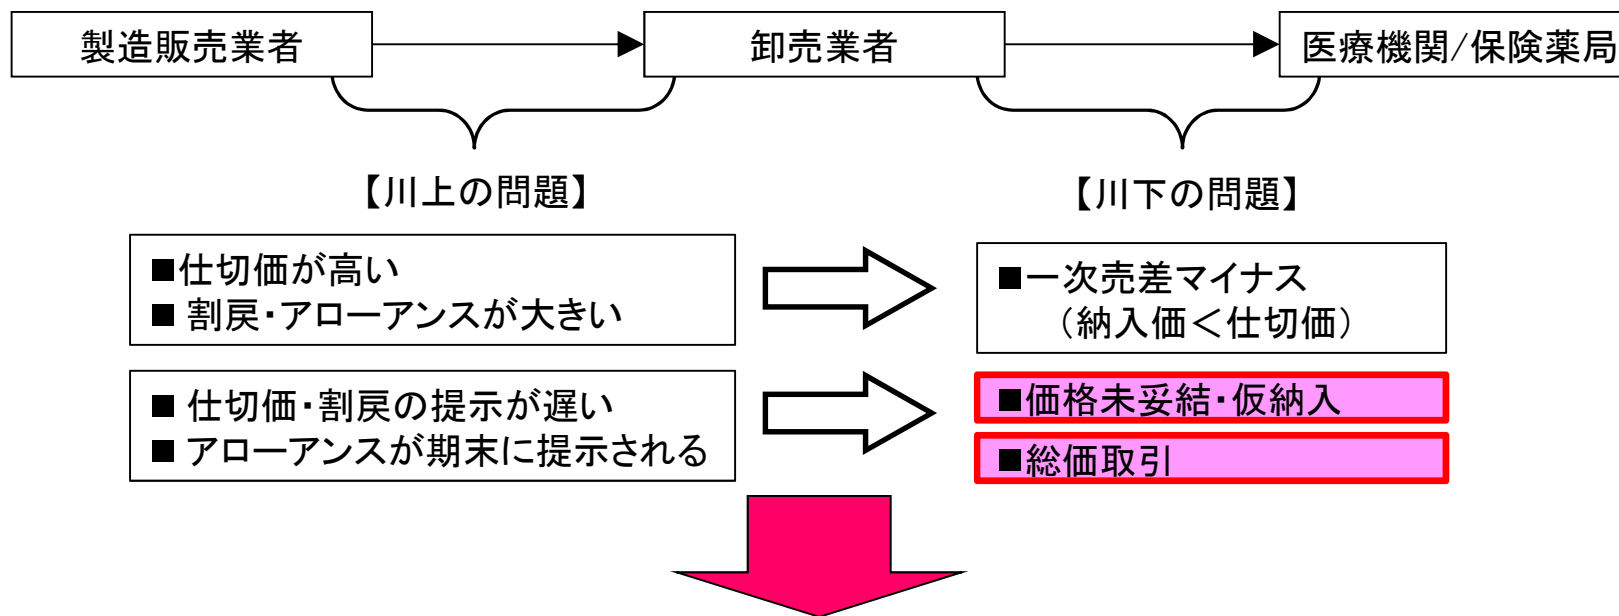 製造販売業者
卸売業者
医療機関/保険薬局
【川上の問題】
【川下の問題】
■仕切価が高い
■ 割戻・アローアンスが大きい
■一次売差マイナス
（納入価＜仕切価）
■ 仕切価・割戻の提示が遅い
■ アローアンスが期末に提示される
■価格未妥結・仮納入
■総価取引